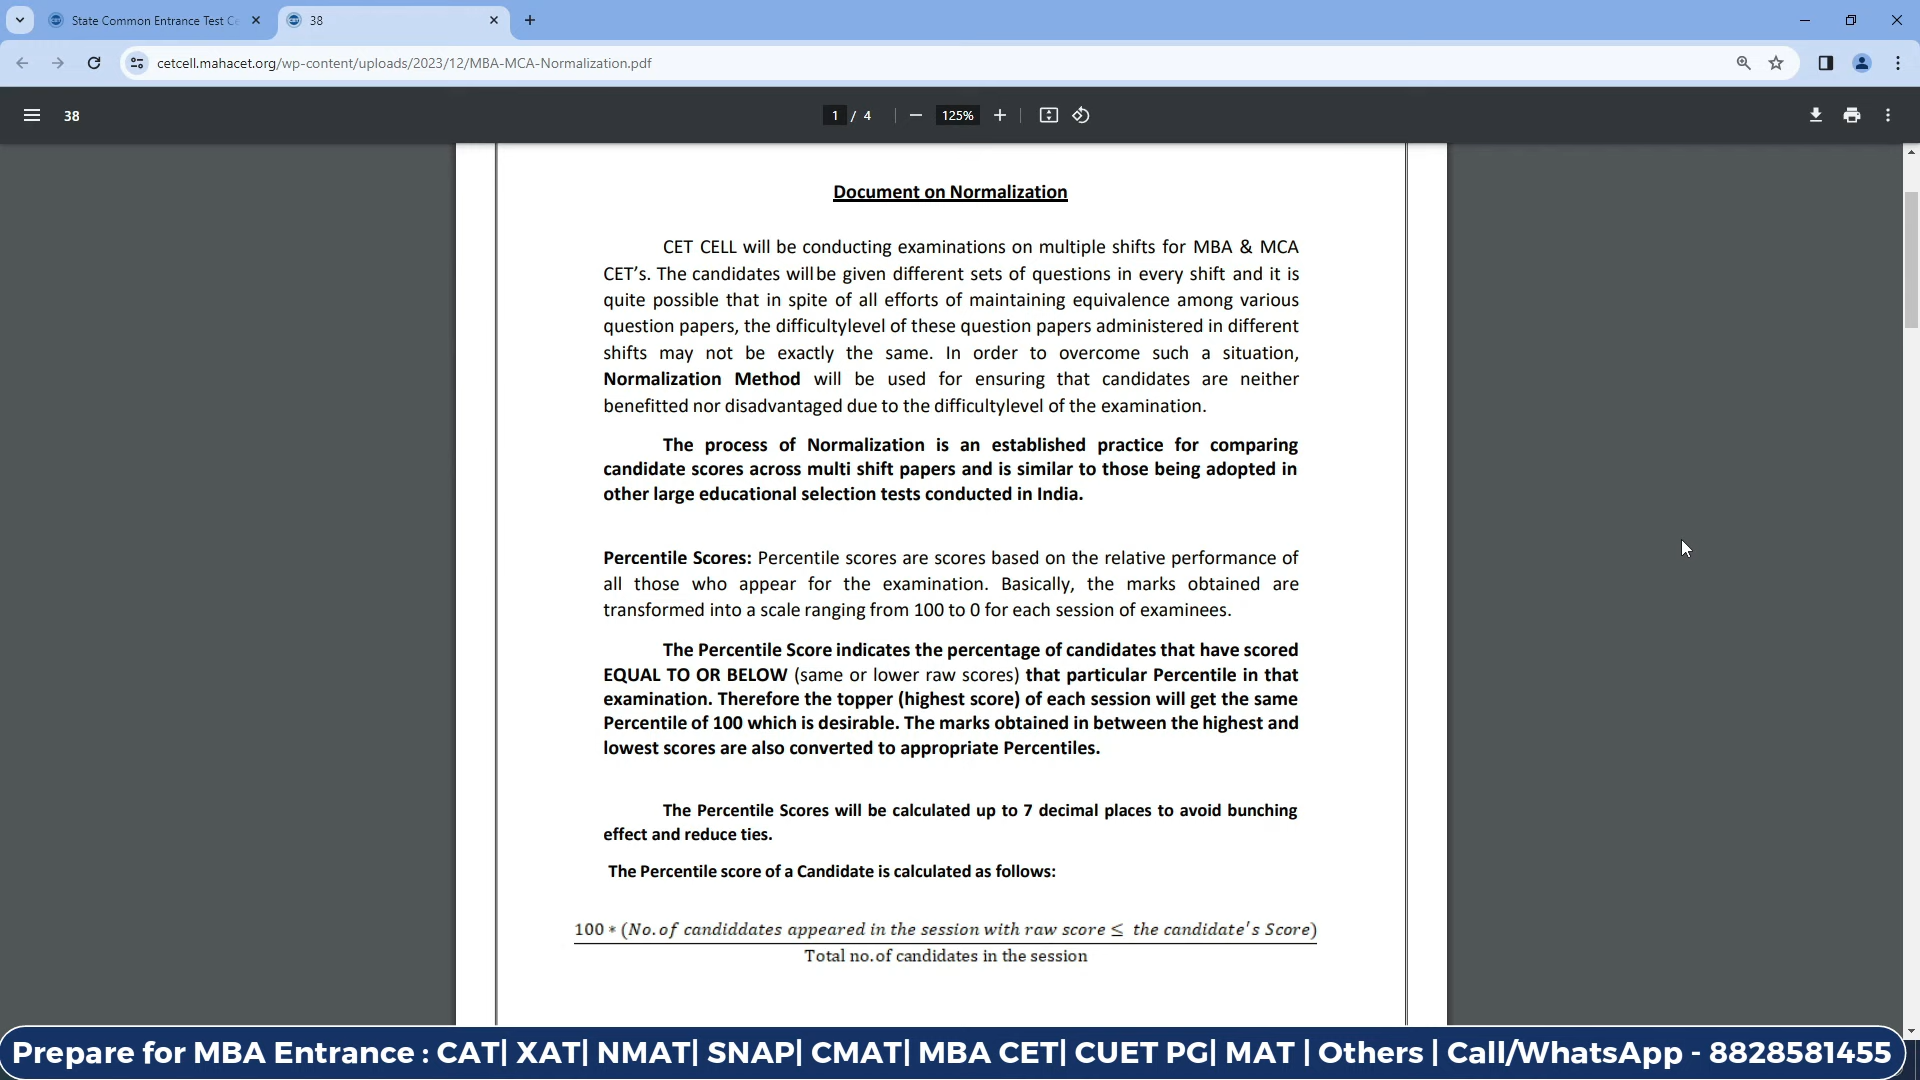 State Common Entrance Test Ce
38
cetcell.mahacet.org/wp-content/uploads/2023/12/MBA-MCA-Normalization.pdf
38
1 / 4
125%
Document on Normalization
CET CELL will be conducting examinations on multiple shifts for MBA & MCA
CET’s. The candidates willbe given different sets of questions in every shift and it is
quite possible that in spite of all efforts of maintaining equivalence among various
question papers, the difficultylevel of these question papers administered in different
shifts may not be exactly the same. In order to overcome such a situation,
Normalization Method will be used for ensuring that candidates are neither
benefitted nor disadvantaged due to the difficultylevel of the examination.
The process of Normalization is an established practice for comparing
candidate scores across multi shift papers and is similar to those being adopted in
other large educational selection tests conducted in India.
Percentile Scores: Percentile scores are scores based on the relative performance of
all those who appear for the examination. Basically, the marks obtained are
transformed into a scale ranging from 100 to 0 for each session of examinees.
The Percentile Score indicates the percentage of candidates that have scored
EQUAL TO OR BELOW (same or lower raw scores) that particular Percentile in that
examination. Therefore the topper (highest score) of each session will get the same
Percentile of 100 which is desirable. The marks obtained in between the highest and
lowest scores are also converted to appropriate Percentiles.
The Percentile Scores will be calculated up to 7 decimal places to avoid bunching
effect and reduce ties.
The Percentile score of a Candidate is calculated as follows:
100 * (No. of candiddates appeared in the session with raw score ≤ the candidate's Score)
Total no. of candidates in the session
Prepare for MBA Entrance : CAT| XAT| NMAT| SNAP| CMAT| MBA CET| CUET PG| MAT | Others | Call/WhatsApp - 8828581455